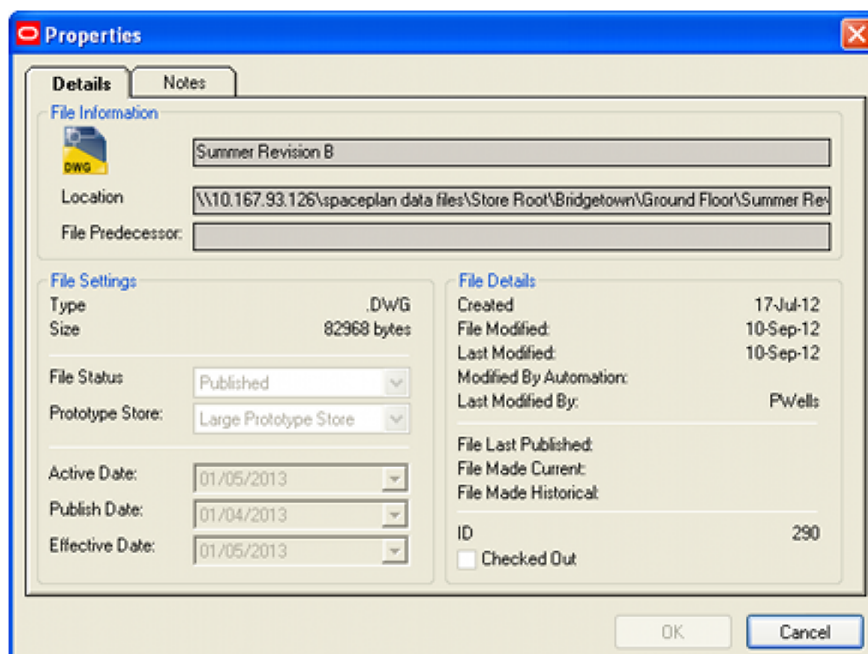 Properties
Details Notes
File Information
DWG
Summer Revision B
Location \\10.167.93.126\spaceplan data files\Store Root\Bridgetown\Ground Floor\Summer Rev
File Predecessor:
File Settings
Type .DWG
Size 82968 bytes
File Status Published
Prototype Store: Large Prototype Store
Active Date: 01/05/2013
Publish Date: 01/04/2013
Effective Date: 01/05/2013
File Details
Created 17-Jul-12
File Modified: 10-Sep-12
Last Modified: 10-Sep-12
Modified By Automation:
Last Modified By: PWells
File Last Published:
File Made Current:
File Made Historical:
ID 290
Checked Out
OK Cancel